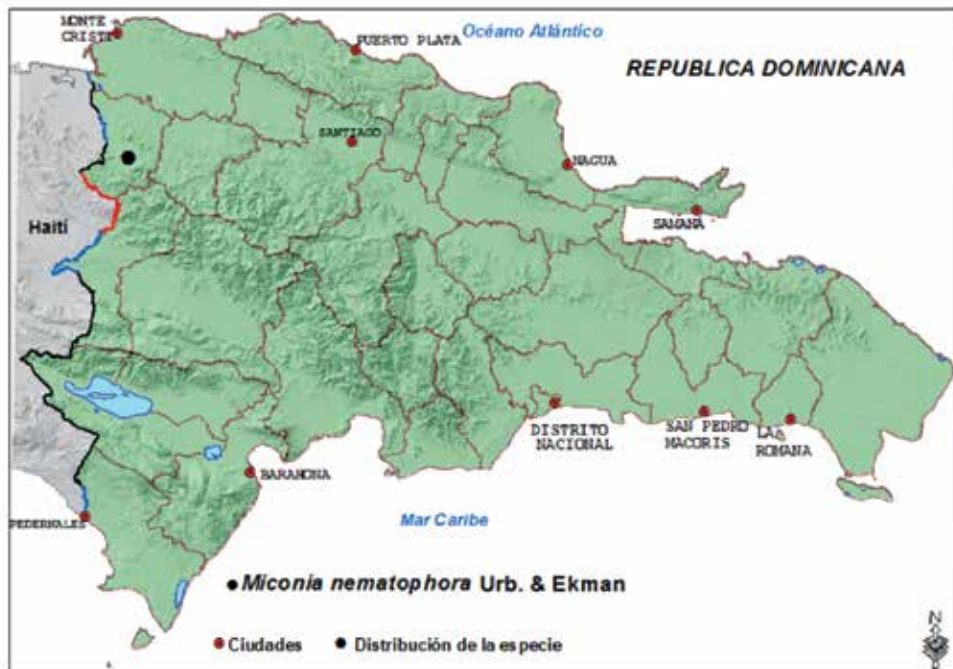 MONTE
CRISTI
PUERTO PLATA
Océano Atlántico
REPUBLICA DOMINICANA
SANTIAGO
NAGUA
SAMANA
Haití
DISTRITO
NACIONAL
SAN PEDRO
MACORIS
LA
ROMANA
BARAHONA
PEDERNALES
Mar Caribe
Miconia nematophora Urb. & Ekman
Ciudades
Distribución de la especie
N